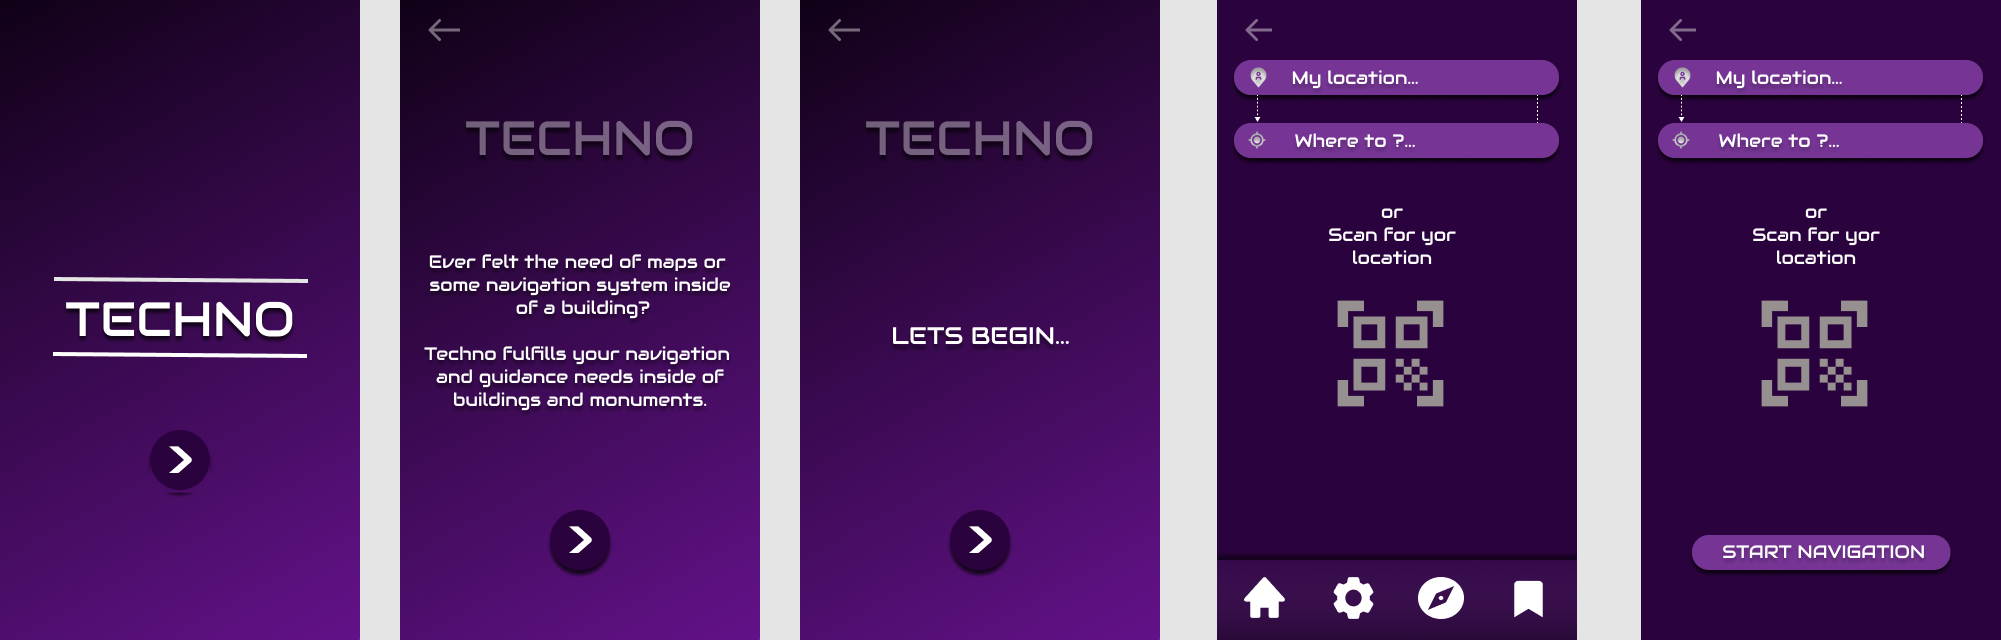 TECHNO
TECHNO
Ever felt the need of maps or
some navigation system inside
of a building?
Techno fulfills your navigation
and guidance needs inside of
buildings and monuments.
TECHNO
LETS BEGIN...
My location...
Where to ?...
or
Scan for yor
location
My location...
Where to ?...
or
Scan for yor
location
START NAVIGATION